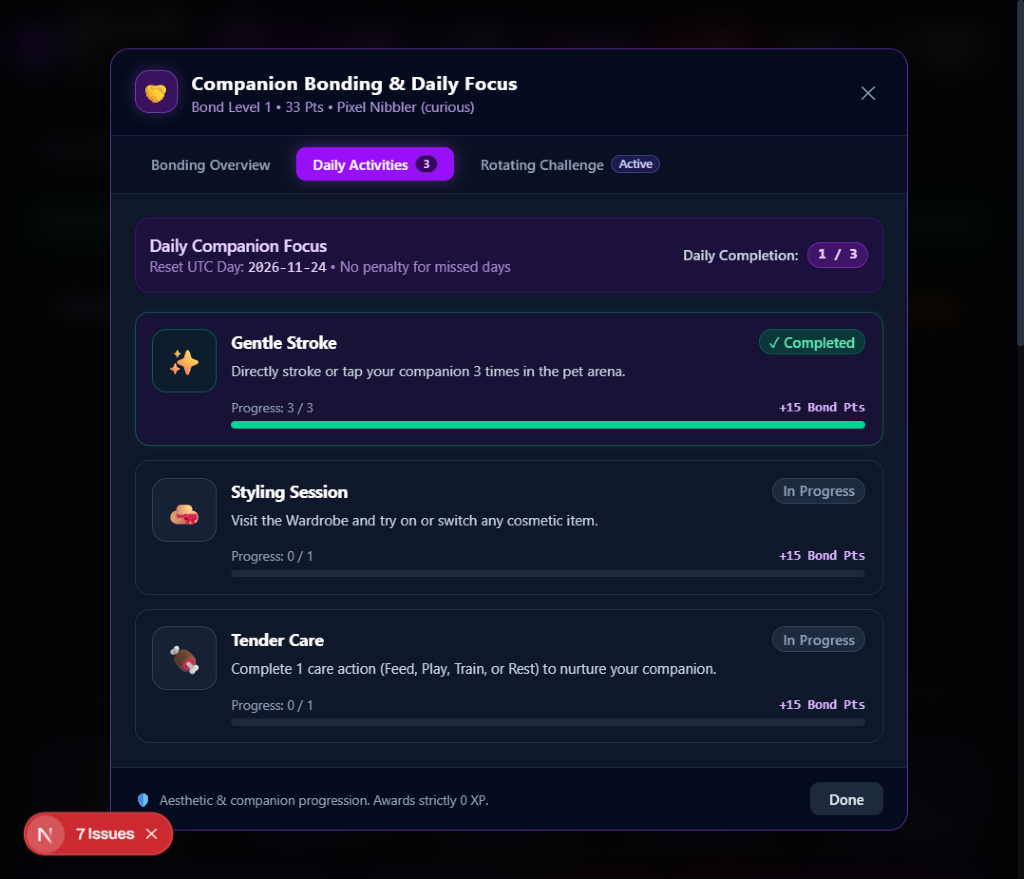 Companion Bonding & Daily Focus
Bond Level 1 • 33 Pts • Pixel Nibbler (curious)
Bonding Overview
Daily Activities 3
Rotating Challenge Active
Daily Companion Focus
Reset UTC Day: 2026-11-24 • No penalty for missed days
Daily Completion: 1 / 3
Gentle Stroke
✓ Completed
Directly stroke or tap your companion 3 times in the pet arena.
Progress: 3 / 3
+15 Bond Pts
Styling Session
In Progress
Visit the Wardrobe and try on or switch any cosmetic item.
Progress: 0 / 1
+15 Bond Pts
Tender Care
In Progress
Complete 1 care action (Feed, Play, Train, or Rest) to nurture your companion.
Progress: 0 / 1
+15 Bond Pts
Aesthetic & companion progression. Awards strictly 0 XP.
Done
N 7 Issues